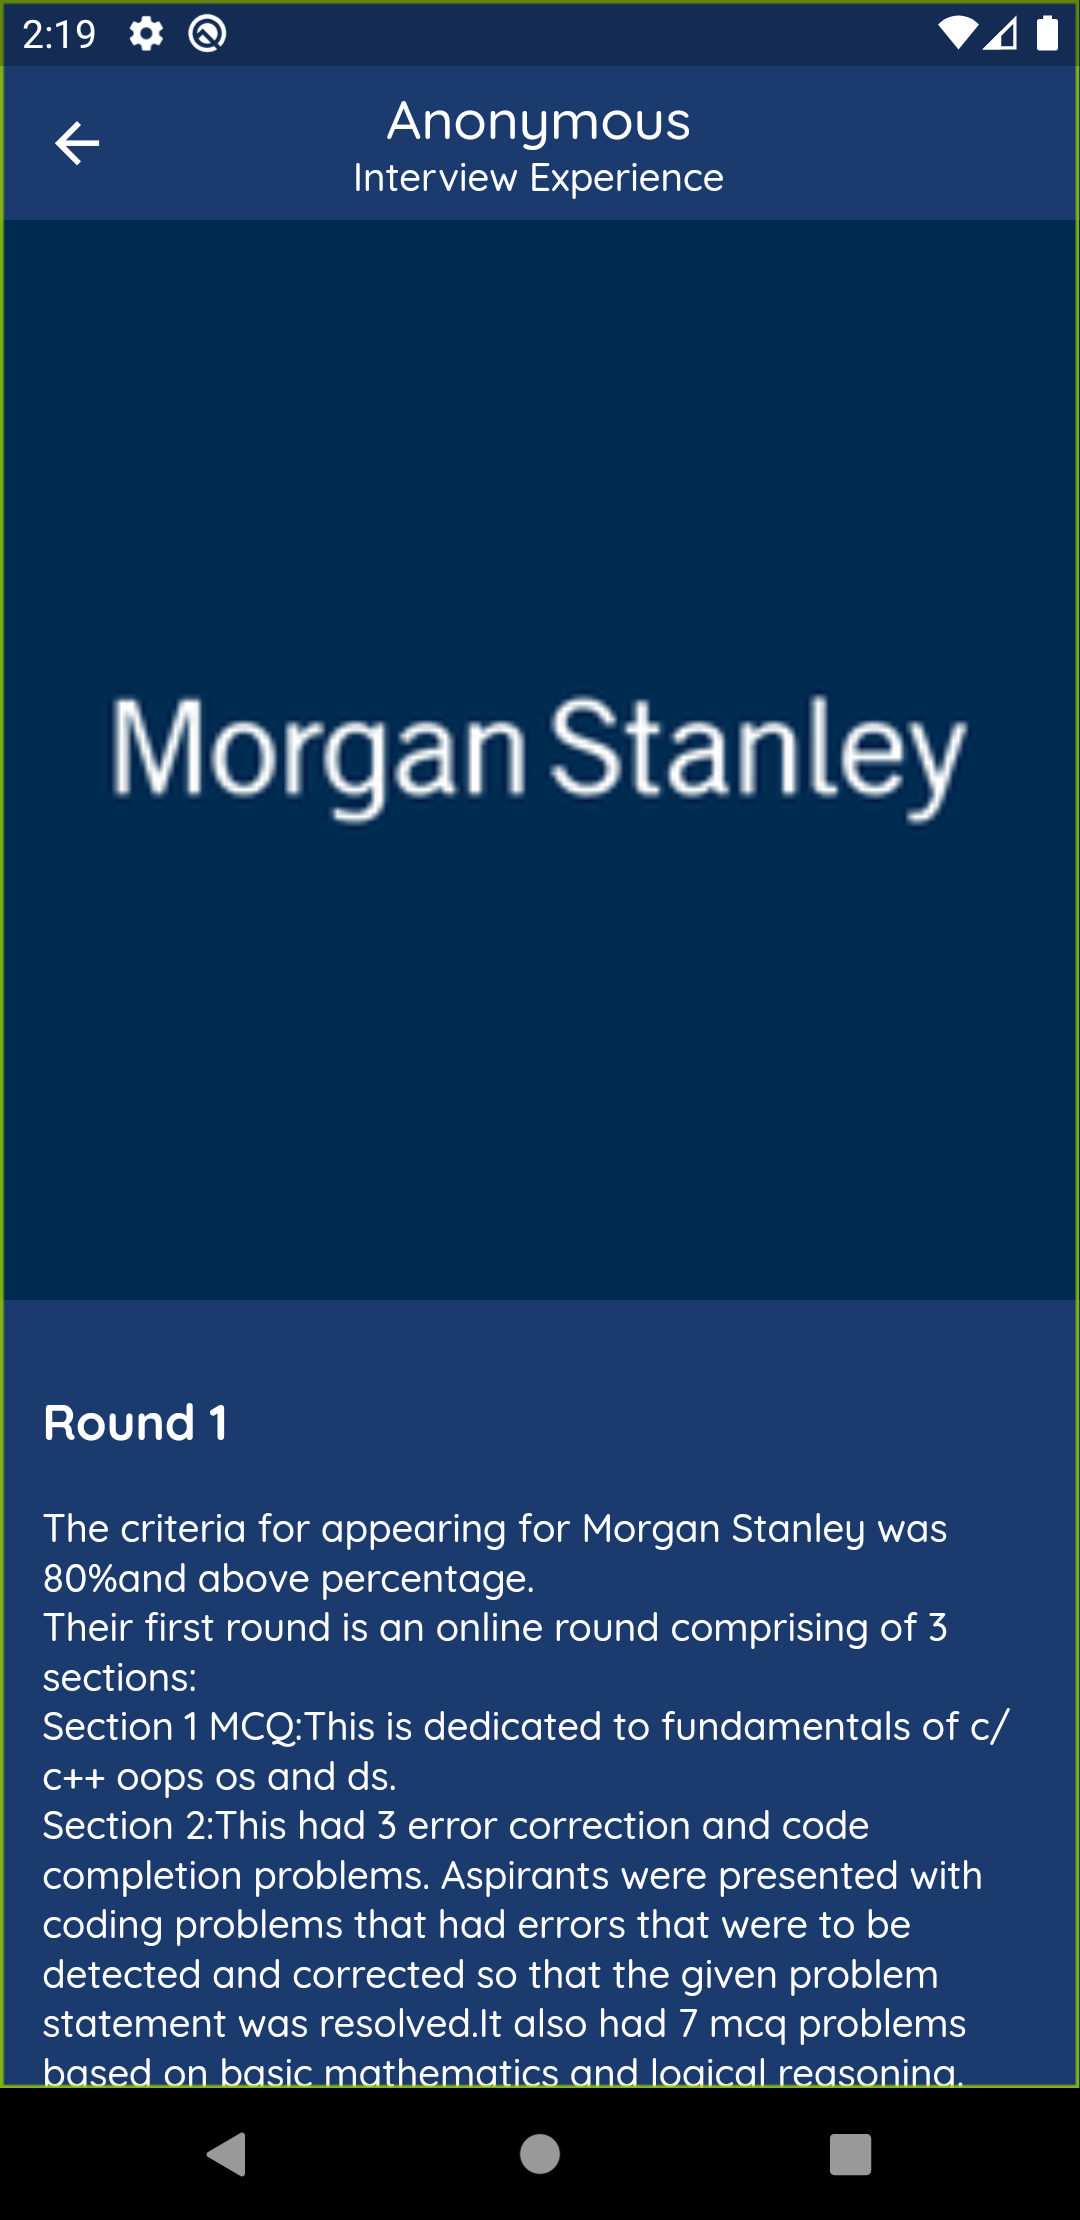 2:19
Anonymous
Interview Experience
Morgan Stanley
Round 1
The criteria for appearing for Morgan Stanley was
80%and above percentage.
Their first round is an online round comprising of 3
sections:
Section 1 MCQ:This is dedicated to fundamentals of c/
c++ oops os and ds.
Section 2:This had 3 error correction and code
completion problems. Aspirants were presented with
coding problems that had errors that were to be
detected and corrected so that the given problem
statement was resolved.It also had 7 mcq problems
based on basic mathematics and logical reasoning.